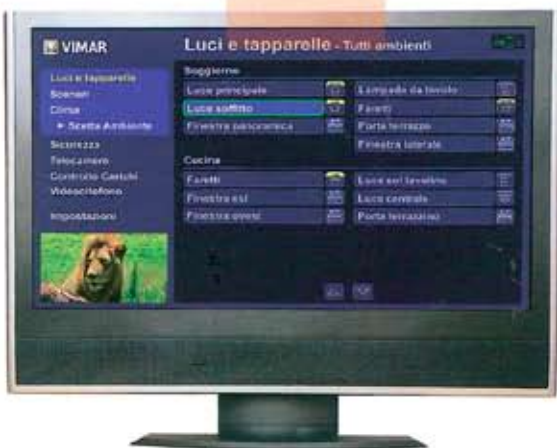 VIMAR
Luci e tapparelle - Tutti ambienti
Luci e tapparelle
Scenari
Clima
Scelta Ambiente
Sicurezza
Telecamere
Controllo Carichi
Videocitofono
Impostazioni
Soggiorno
Luce principale
Lampada da tavolo
Luce soffitto
Faretti
Finestra panoramica
Porta terrazzo
Finestra laterale
Cucina
Faretti
Luce sul tavolino
Finestra est
Luce centrale
Finestra ovest
Porta terrazzino